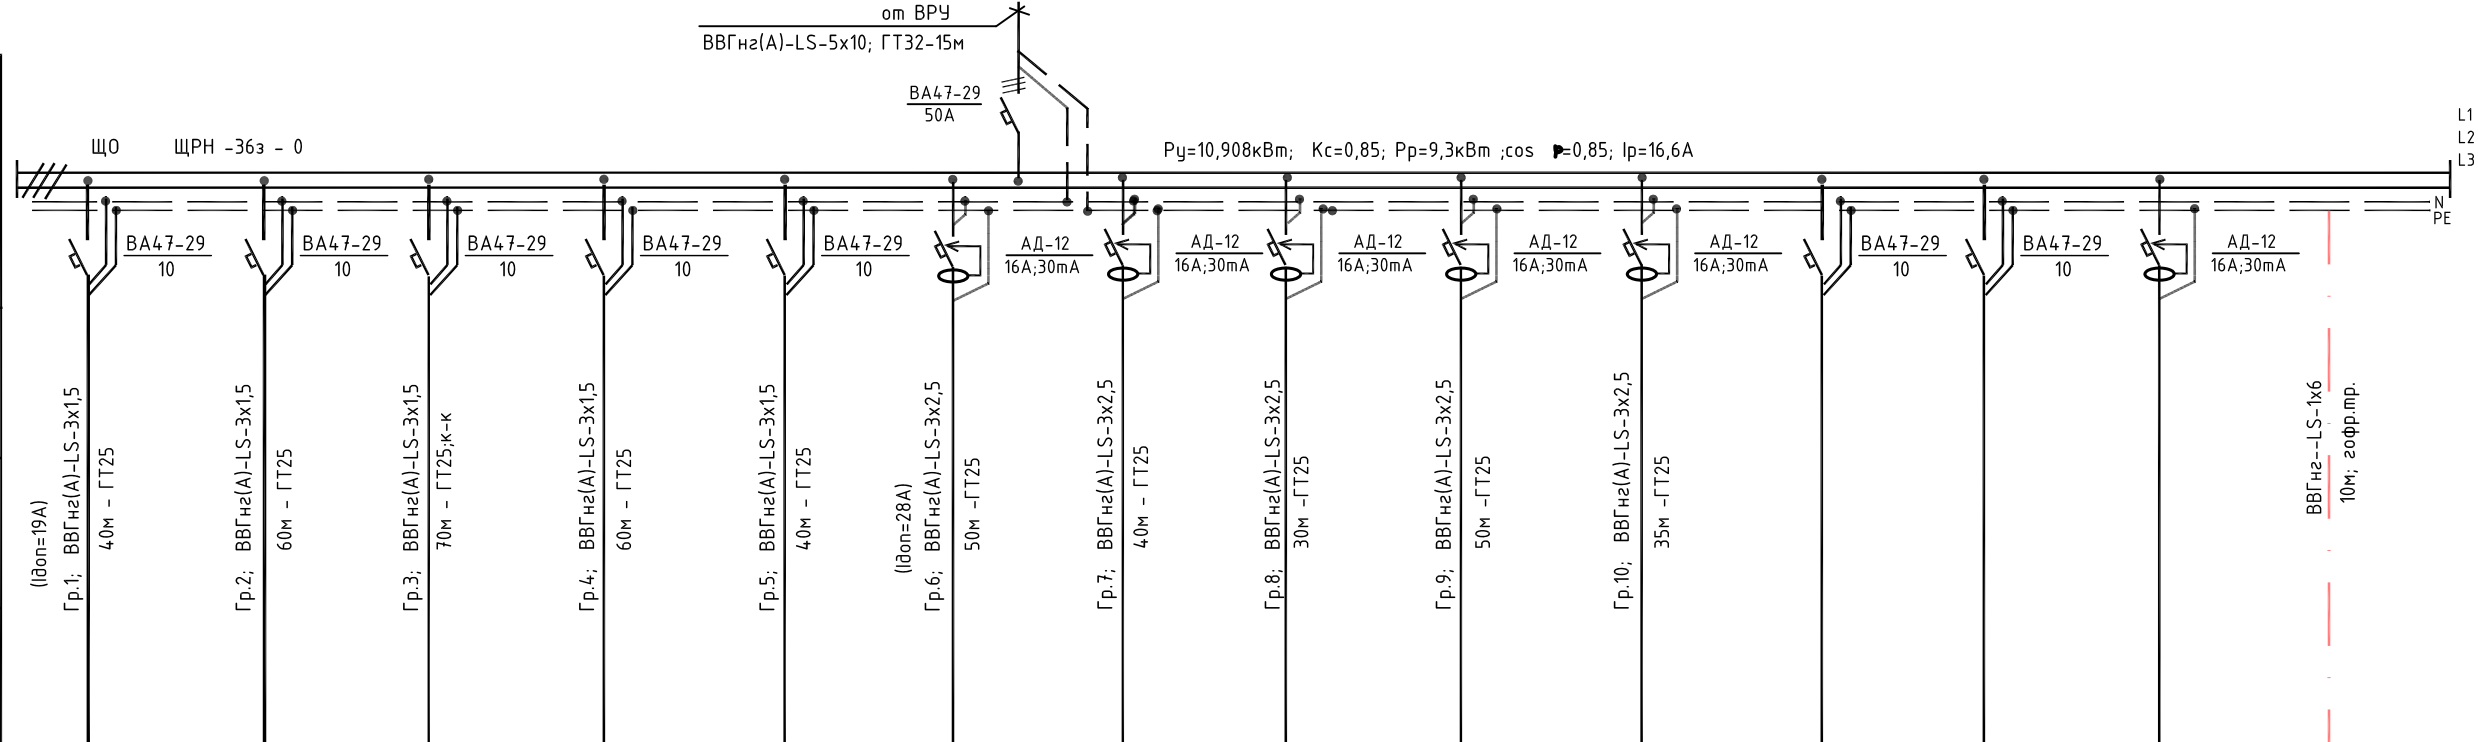 от ВРУ
ВВГнг(А)-LS-5х10; ГТ32-15м
ВА47-29
50А
ЩО ЩРН -36з - 0
Ру=10,908кВт; Кс=0,85; Рр=9,3кВт ;cos =0,85; Iр=16,6А
L1
L2
L3
N
PE
ВА47-29
10
ВА47-29
10
ВА47-29
10
ВА47-29
10
ВА47-29
10
АД-12
16А;30mA
АД-12
16А;30mA
АД-12
16А;30mA
АД-12
16А;30mA
АД-12
16А;30mA
ВА47-29
10
ВА47-29
10
АД-12
16А;30mA
(Iдоп=19А)
Гр.1; ВВГнг(А)-LS-3х1,5
40м - ГТ25
Гр.2; ВВГнг(А)-LS-3х1,5
60м - ГТ25
Гр.3; ВВГнг(А)-LS-3х1,5
70м - ГТ25;к-к
Гр.4; ВВГнг(А)-LS-3х1,5
60м - ГТ25
Гр.5; ВВГнг(А)-LS-3х1,5
40м - ГТ25
(Iдоп=28А)
Гр.6; ВВГнг(А)-LS-3х2,5
50м -ГТ25
Гр.7; ВВГнг(А)-LS-3х2,5
40м - ГТ25
Гр.8; ВВГнг(А)-LS-3х2,5
30м -ГТ25
Гр.9; ВВГнг(А)-LS-3х2,5
50м -ГТ25
Гр.10; ВВГнг(А)-LS-3х2,5
35м -ГТ25
ВВГнг--LS-1х6
10м; гофр.тр.